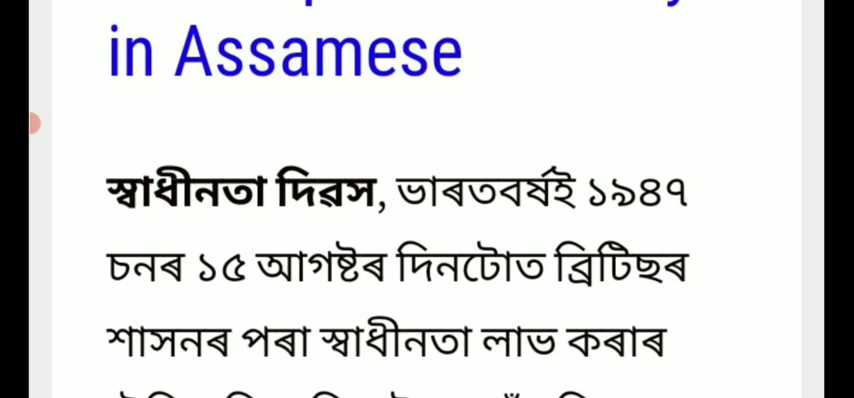 in Assamese
স্বাধীনতা দিৱস, ভাৰতবৰ্ষই ১৯৪৭
চনৰ ১৫ আগষ্টৰ দিনটোত ব্ৰিটিছৰ
শাসনৰ পৰা স্বাধীনতা লাভ কৰাৰ